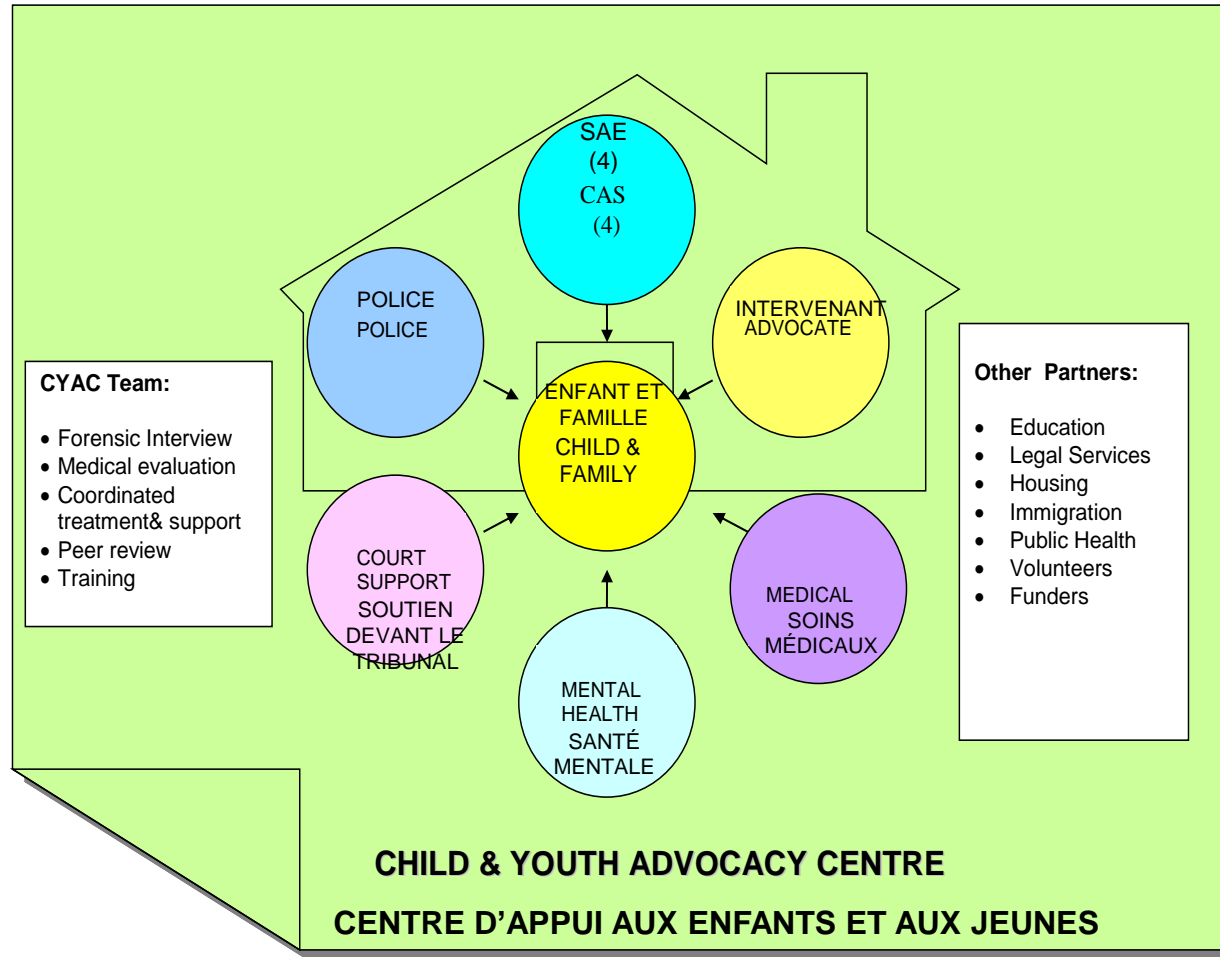 SAE
(4)
CAS
(4)
POLICE
POLICE
INTERVENANT
ADVOCATE
ENFANT ET
FAMILLE
CHILD &
FAMILY
CYAC Team:
• Forensic Interview
• Medical evaluation
• Coordinated
treatment& support
• Peer review
• Training
Other Partners:
• Education
• Legal Services
• Housing
• Immigration
• Public Health
• Volunteers
• Funders
COURT
SUPPORT
SOUTIEN
DEVANT LE
TRIBUNAL
MEDICAL
SOINS
MÉDICAUX
MENTAL
HEALTH
SANTÉ
MENTALE
CHILD & YOUTH ADVOCACY CENTRE
CENTRE D'APPUI AUX ENFANTS ET AUX JEUNES